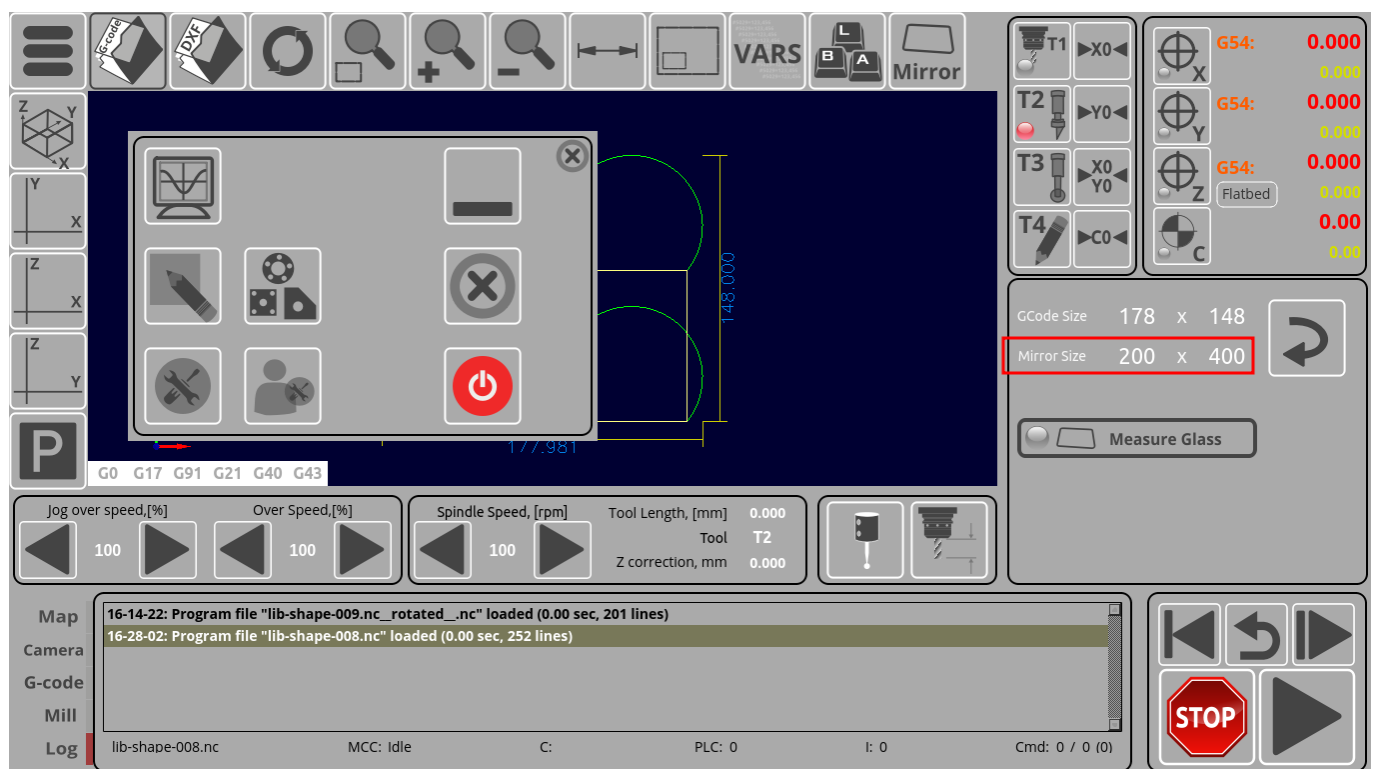 G-code
DXF
VARS
L
B A
Mirror
Z Y
X
Y
X
Z
X
Z
Y
P
148.000
177.981
G0 G17 G91 G21 G40 G43
T1 X0
T2 Y0
T3 X0
Y0
T4 C0
X G54: 0.000
0.000
Y G54: 0.000
0.000
Z G54: 0.000
Flatbed 0.000
C 0.00
0.00
GCode Size 178 x 148
Mirror Size 200 x 400
Measure Glass
Jog over speed,[%] Over Speed,[%]
100 100
Spindle Speed, [rpm]
100
Tool Length, [mm] 0.000
Tool T2
Z correction, mm 0.000
Map
Camera
G-code
Mill
Log
16-14-22: Program file "lib-shape-009.nc__rotated__.nc" loaded (0.00 sec, 201 lines)
16-28-02: Program file "lib-shape-008.nc" loaded (0.00 sec, 252 lines)
lib-shape-008.nc MCC: Idle C: PLC: 0 I: 0 Cmd: 0 / 0 (0)
STOP